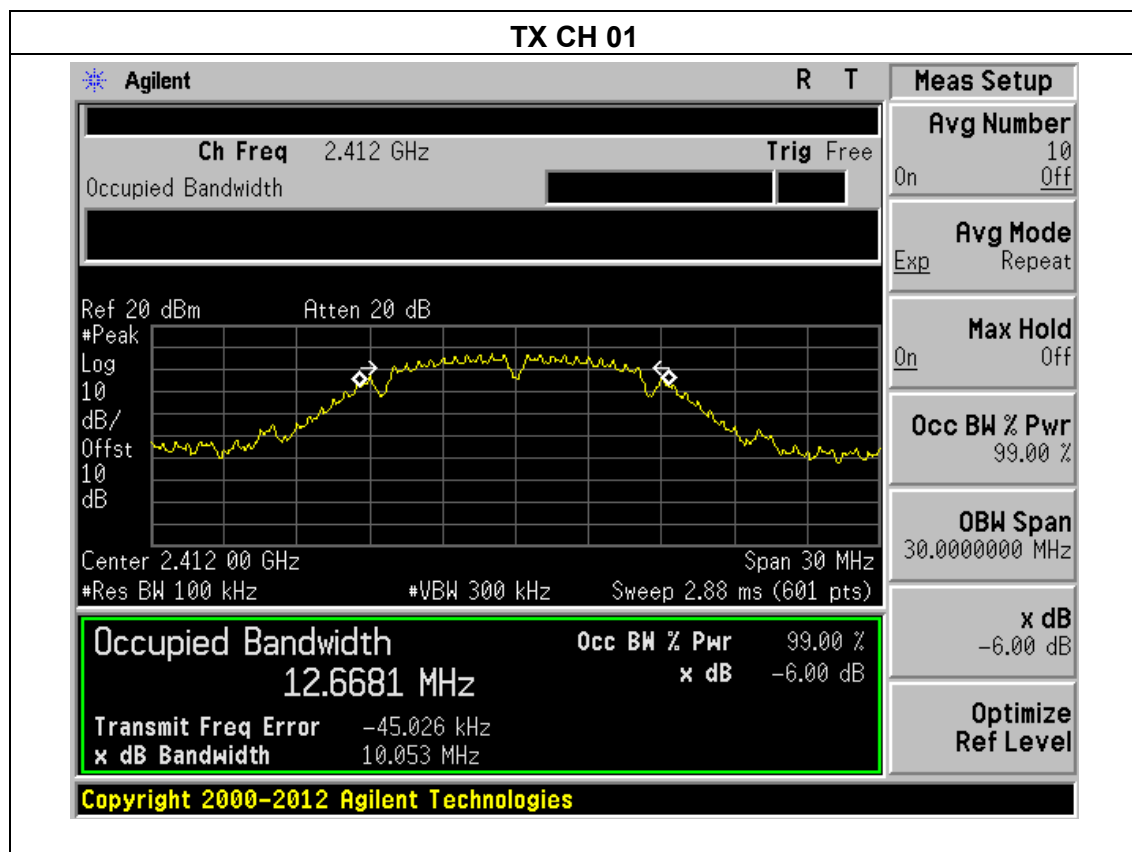 TX CH 01
Agilent R T
Ch Freq 2.412 GHz Trig Free
Occupied Bandwidth
Ref 20 dBm Atten 20 dB
#Peak
Log
10
dB/
Offst
10
dB
Center 2.412 00 GHz Span 30 MHz
#Res BW 100 kHz #VBW 300 kHz Sweep 2.88 ms (601 pts)
Occupied Bandwidth Occ BW % Pwr 99.00 %
12.6681 MHz x dB -6.00 dB
Transmit Freq Error -45.026 kHz
x dB Bandwidth 10.053 MHz
Copyright 2000-2012 Agilent Technologies
Meas Setup
Avg Number
10
On Off
Avg Mode
Exp Repeat
Max Hold
On Off
Occ BW % Pwr
99.00 %
OBW Span
30.0000000 MHz
x dB
-6.00 dB
Optimize
Ref Level